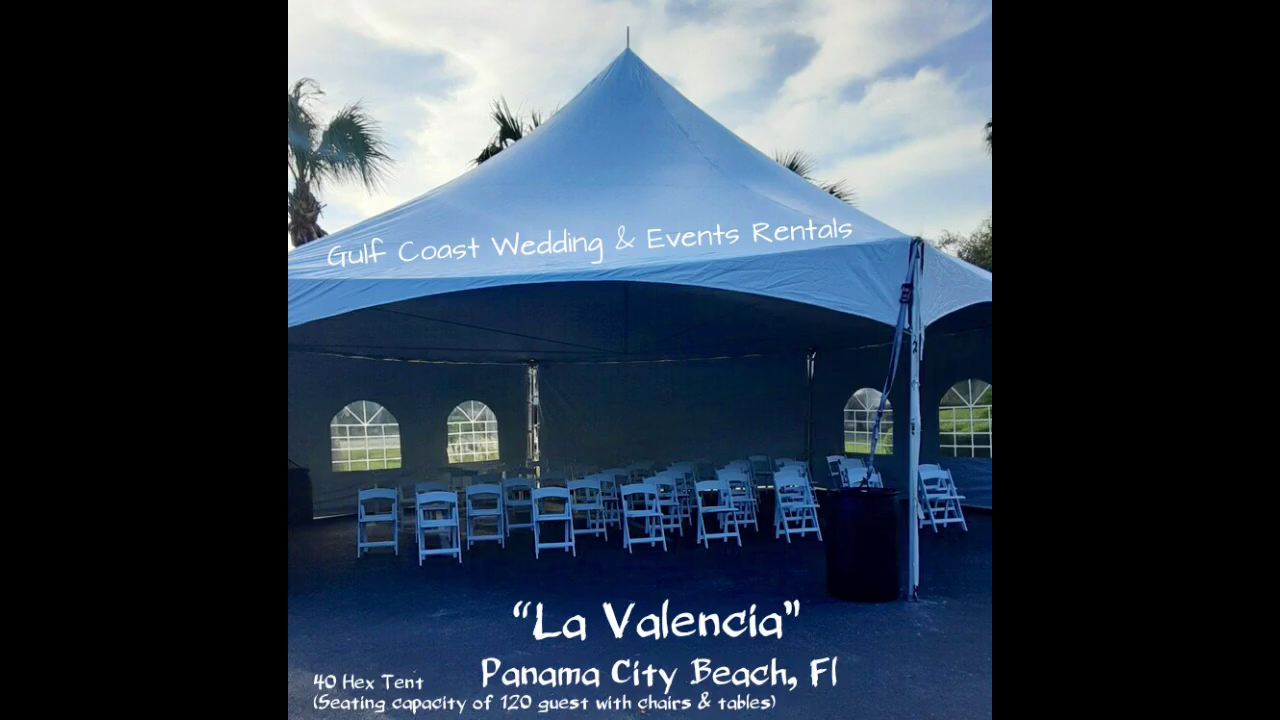 Gulf Coast Wedding & Events Rentals
“La Valencia”
Panama City Beach, Fl
40 Hex Tent
(Seating capacity of 120 guest with chairs & tables)